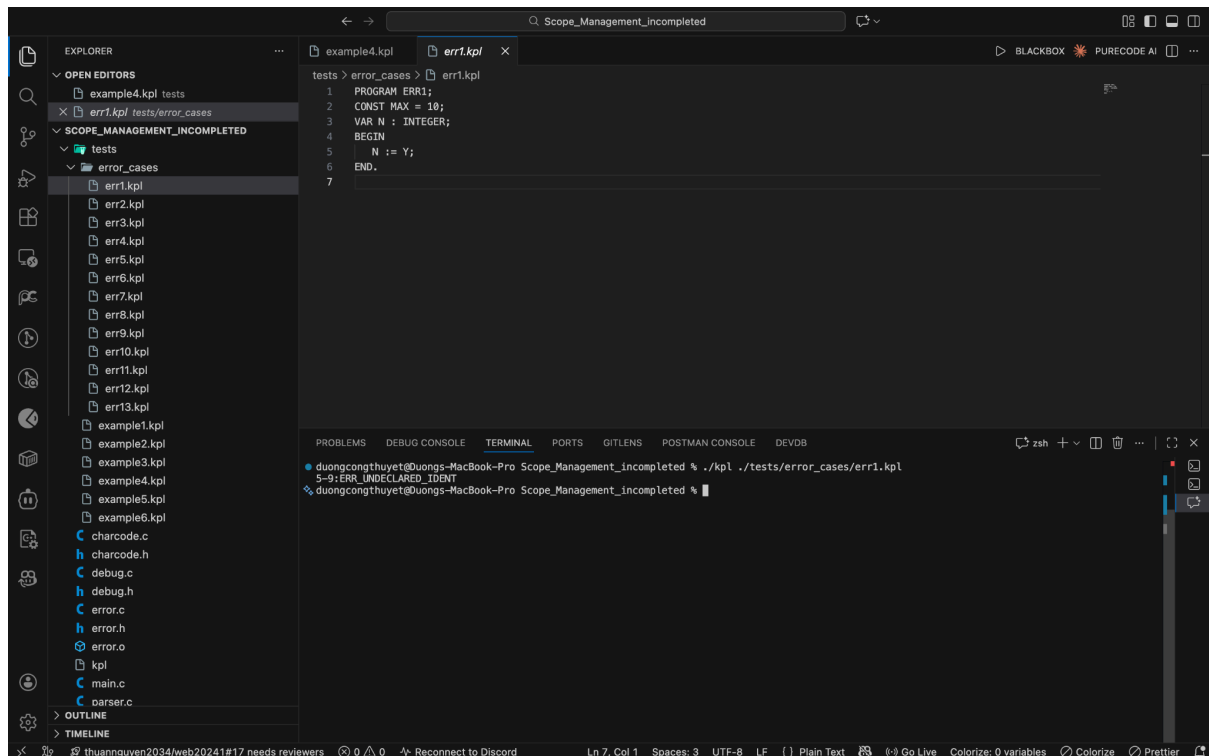 Scope_Management_incompleted
EXPLORER
OPEN EDITORS
example4.kpl tests
err1.kpl tests/error_cases
SCOPE_MANAGEMENT_INCOMPLETED
tests
error_cases
err1.kpl
err2.kpl
err3.kpl
err4.kpl
err5.kpl
err6.kpl
err7.kpl
err8.kpl
err9.kpl
err10.kpl
err11.kpl
err12.kpl
err13.kpl
example1.kpl
example2.kpl
example3.kpl
example4.kpl
example5.kpl
example6.kpl
C charcode.c
h charcode.h
C debug.c
h debug.h
C error.c
h error.h
error.o
kpl
C main.c
C parser.c
OUTLINE
TIMELINE
example4.kpl err1.kpl
BLACKBOX PURECODE AI
tests > error_cases > err1.kpl
1 PROGRAM ERR1;
2 CONST MAX = 10;
3 VAR N : INTEGER;
4 BEGIN
5 N := Y;
6 END.
7
PROBLEMS DEBUG CONSOLE TERMINAL PORTS GITLENS POSTMAN CONSOLE DEVDB
zsh
duongcongthuyet@Duongs-MacBook-Pro Scope_Management_incompleted % ./kpl ./tests/error_cases/err1.kpl
5-9:ERR_UNDECLARED_IDENT
duongcongthuyet@Duongs-MacBook-Pro Scope_Management_incompleted %
thuannguyen2034/web20241#17 needs reviewers 0 0 Reconnect to Discord Ln 7, Col 1 Spaces: 3 UTF-8 LF {} Plain Text Go Live Colorize: 0 variables Colorize Prettier